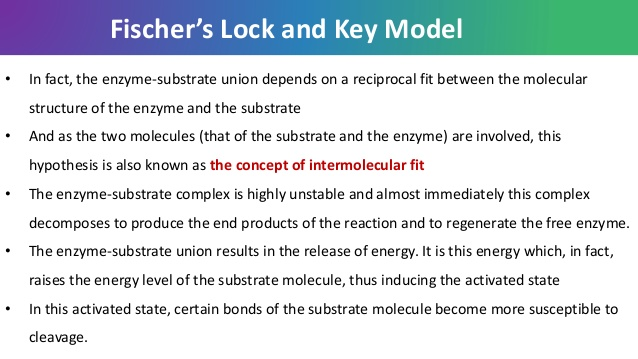 Fischer’s Lock and Key Model
• In fact, the enzyme-substrate union depends on a reciprocal fit between the molecular
structure of the enzyme and the substrate
• And as the two molecules (that of the substrate and the enzyme) are involved, this
hypothesis is also known as the concept of intermolecular fit
• The enzyme-substrate complex is highly unstable and almost immediately this complex
decomposes to produce the end products of the reaction and to regenerate the free enzyme.
• The enzyme-substrate union results in the release of energy. It is this energy which, in fact,
raises the energy level of the substrate molecule, thus inducing the activated state
• In this activated state, certain bonds of the substrate molecule become more susceptible to
cleavage.